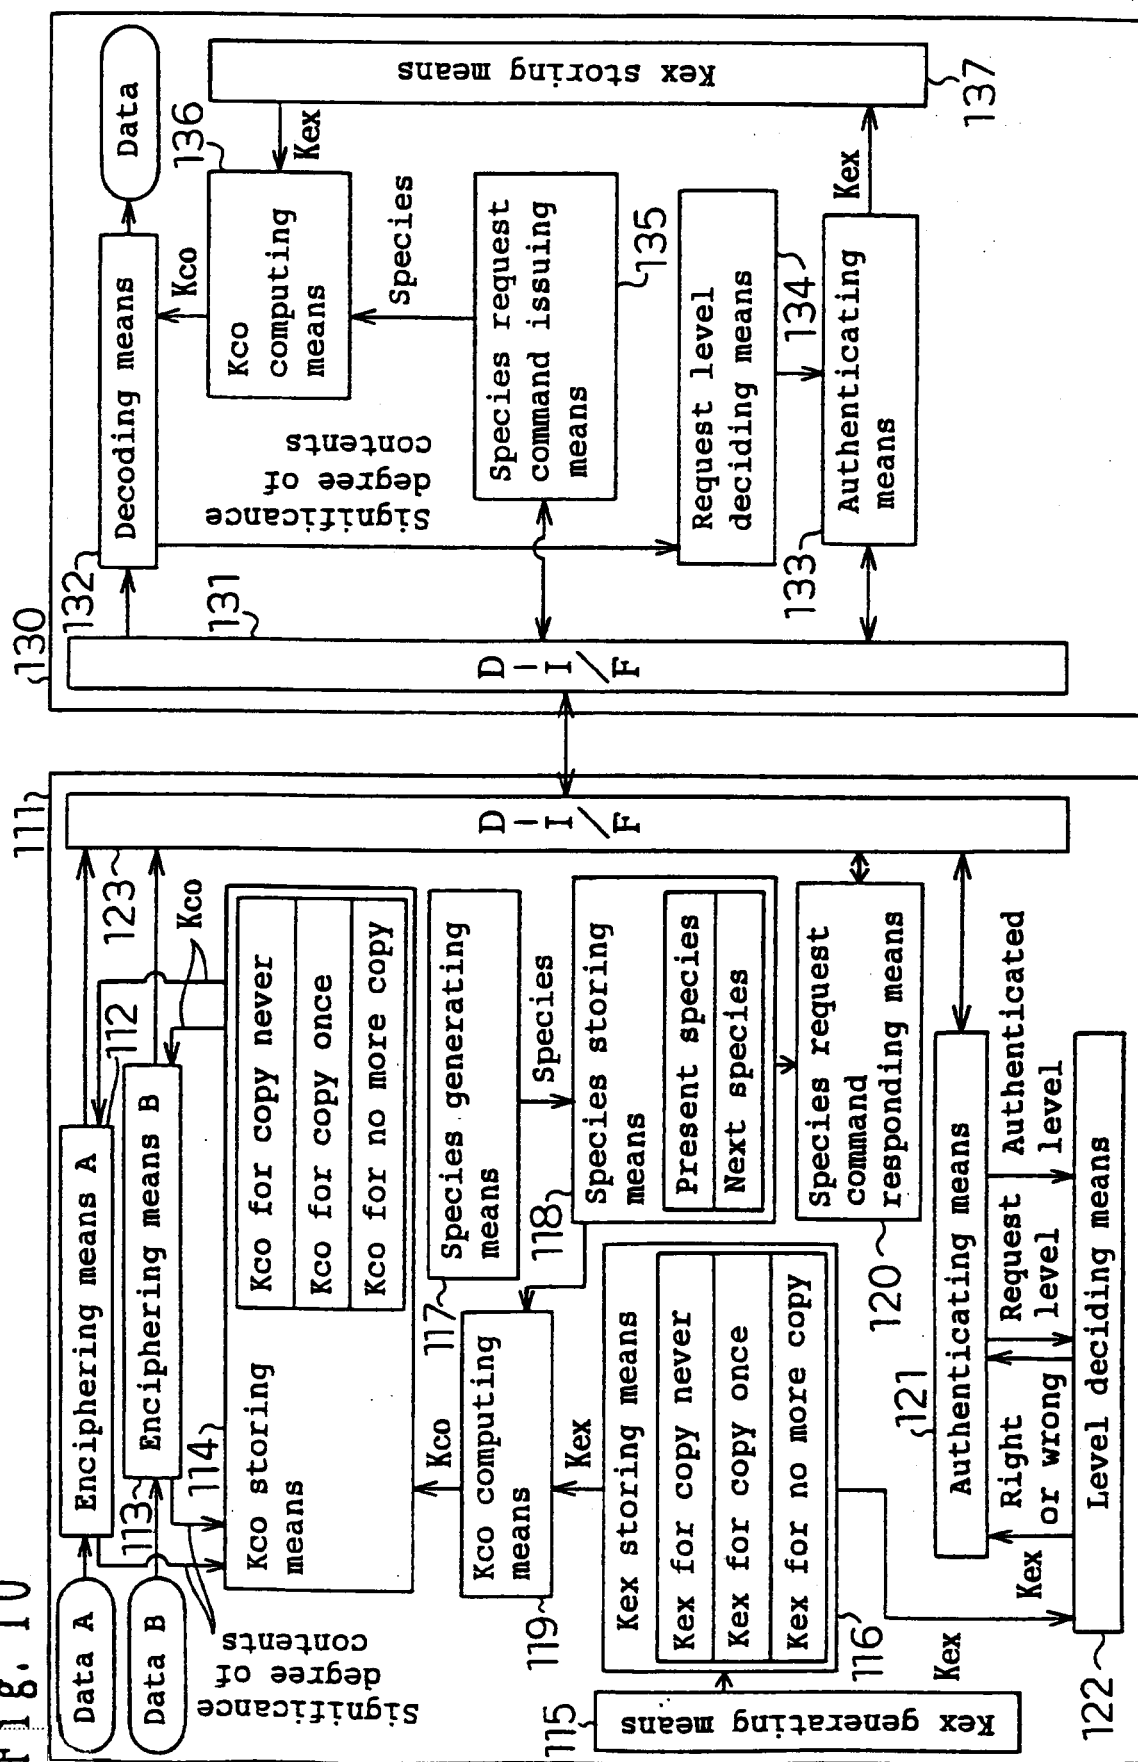 Fig. 10
111
130
Data A
Data B
Significance
degree of
contents
Enciphering means A
112
Enciphering means B
113
123
Kco
114
Kco storing
means
Kco for copy never
Kco for copy once
Kco for no more copy
117
Species generating
means
Species
118
Species storing
means
Present species
Next species
Kco
Kco computing
means
119
Kex
Kex storing means
Kex for copy never
Kex for copy once
Kex for no more copy
116
115
Kex generating means
Kex
Species request
command
responding means
120
121
Authenticating means
Kex
Right
or wrong
Request
level
Authenticated
level
Level deciding means
122
D-I/F
D-I/F
131
132
Decoding means
Data
136
Kco
Kco
computing
means
Kex
Kex storing means
137
Species
Significance
degree of
contents
Species request
command issuing
means
135
Request level
deciding means
134
Authenticating
means
133
Kex